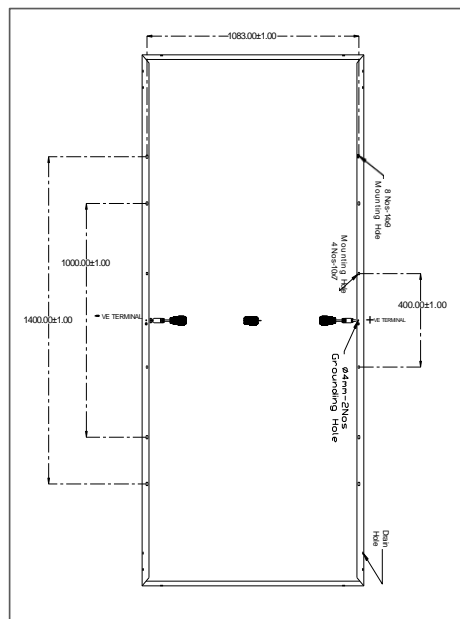 1083.00±1.00
8 Nos-14x9
Mounting Hole
1000.00±1.00
Mounting Hole
4 Nos-10x7
400.00±1.00
1400.00±1.00
- VE TERMINAL
+ VE TERMINAL
Ø4mm-2Nos
Grounding Hole
Drain
Hole